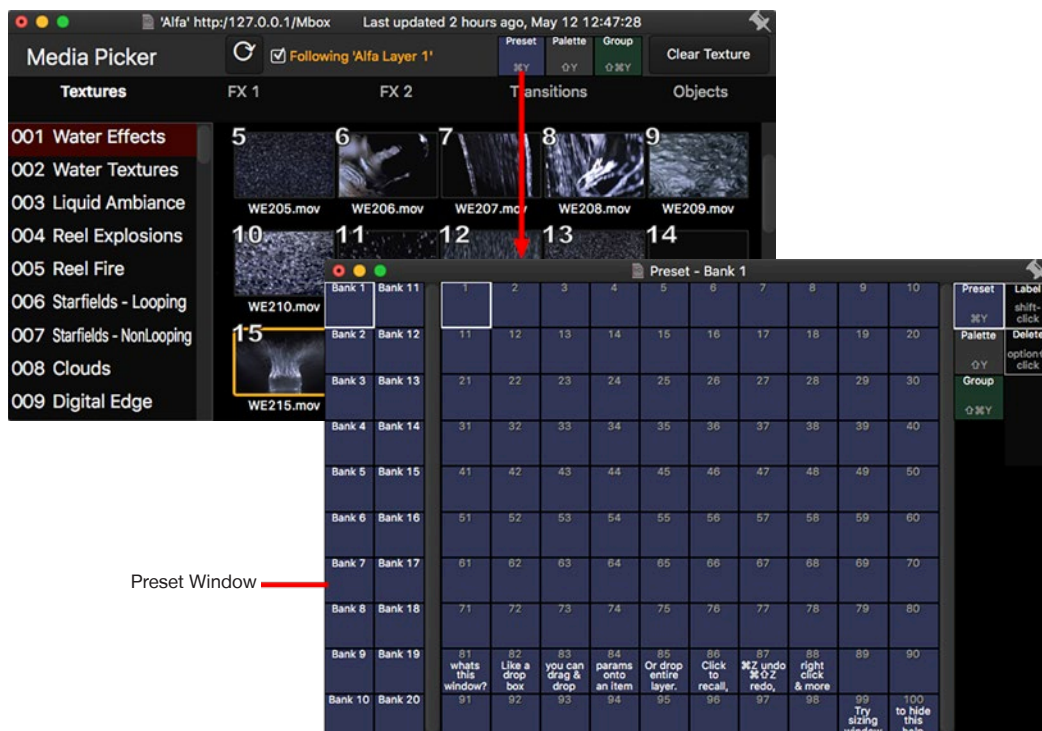 'Alfa' http:/127.0.0.1/Mbox Last updated 2 hours ago, May 12 12:47:28
Media Picker
Following 'Alfa Layer 1'
Preset
⌘Y
Palette
⇧Y
Group
⇧⌘Y
Clear Texture
Textures FX 1 FX 2 Transitions Objects
001 Water Effects
002 Water Textures
003 Liquid Ambiance
004 Reel Explosions
005 Reel Fire
006 Starfields - Looping
007 Starfields - NonLooping
008 Clouds
009 Digital Edge
5 6 7 8 9
WE205.mov WE206.mov WE207.mov WE208.mov WE209.mov
10 11 12 13 14
WE210.mov
15
WE215.mov
Preset - Bank 1
Bank 1 Bank 11 1 2 3 4 5 6 7 8 9 10
Bank 2 Bank 12 11 12 13 14 15 16 17 18 19 20
Bank 3 Bank 13 21 22 23 24 25 26 27 28 29 30
Bank 4 Bank 14 31 32 33 34 35 36 37 38 39 40
Bank 5 Bank 15 41 42 43 44 45 46 47 48 49 50
Bank 6 Bank 16 51 52 53 54 55 56 57 58 59 60
Bank 7 Bank 17 61 62 63 64 65 66 67 68 69 70
Bank 8 Bank 18 71 72 73 74 75 76 77 78 79 80
Bank 9 Bank 19 81 82 83 84 85 86 87 88 89 90
whats Like a you can params Or drop Click ⌘Z undo right
this drop drag & onto entire to ⌘⇧Z click
window? box drop an item layer. recall, redo, & more
Bank 10 Bank 20 91 92 93 94 95 96 97 98 99 100
Try to hide
sizing this
window help
Preset
⌘Y
Label
shift-
click
Palette
⇧Y
Delete
option-
click
Group
⇧⌘Y
Preset Window